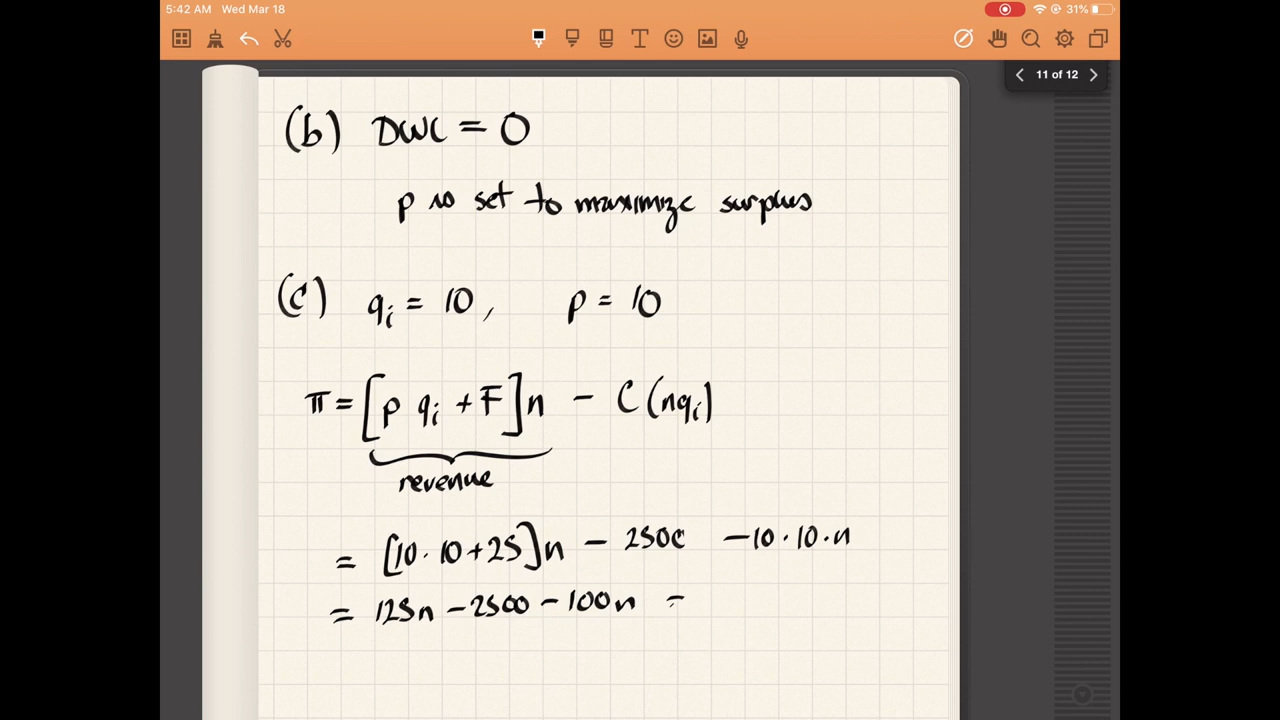 5:42 AM Wed Mar 18 31%
11 of 12
(b) DWL = 0
p is set to maximize surplus
(c) qᵢ = 10, p = 10
π = [p qᵢ + F]n − C(nqᵢ)
revenue
= [10·10+25]n − 2500 −10·10·n
= 125n − 2500 − 100n =